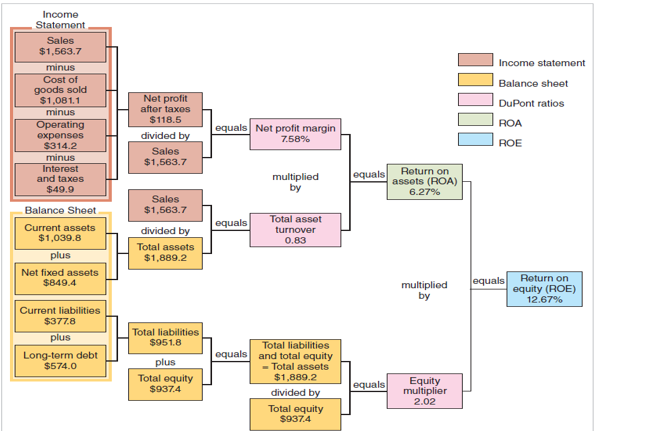 Income
Statement
Sales
$1,563.7
minus
Cost of
goods sold
$1,081.1
minus
Operating
expenses
$314.2
minus
Interest
and taxes
$49.9
Net profit
after taxes
$118.5
divided by
Sales
$1,563.7
equals
Net profit margin
7.58%
multiplied
by
Sales
$1,563.7
divided by
Total assets
$1,889.2
equals
Total asset
turnover
0.83
equals
Return on
assets (ROA)
6.27%
Balance Sheet
Current assets
$1,039.8
plus
Net fixed assets
$849.4
Current liabilities
$377.8
plus
Long-term debt
$574.0
Total liabilities
$951.8
plus
Total equity
$937.4
equals
Total liabilities
and total equity
= Total assets
$1,889.2
divided by
Total equity
$937.4
equals
Equity
multiplier
2.02
multiplied
by
equals
Return on
equity (ROE)
12.67%
Income statement
Balance sheet
DuPont ratios
ROA
ROE